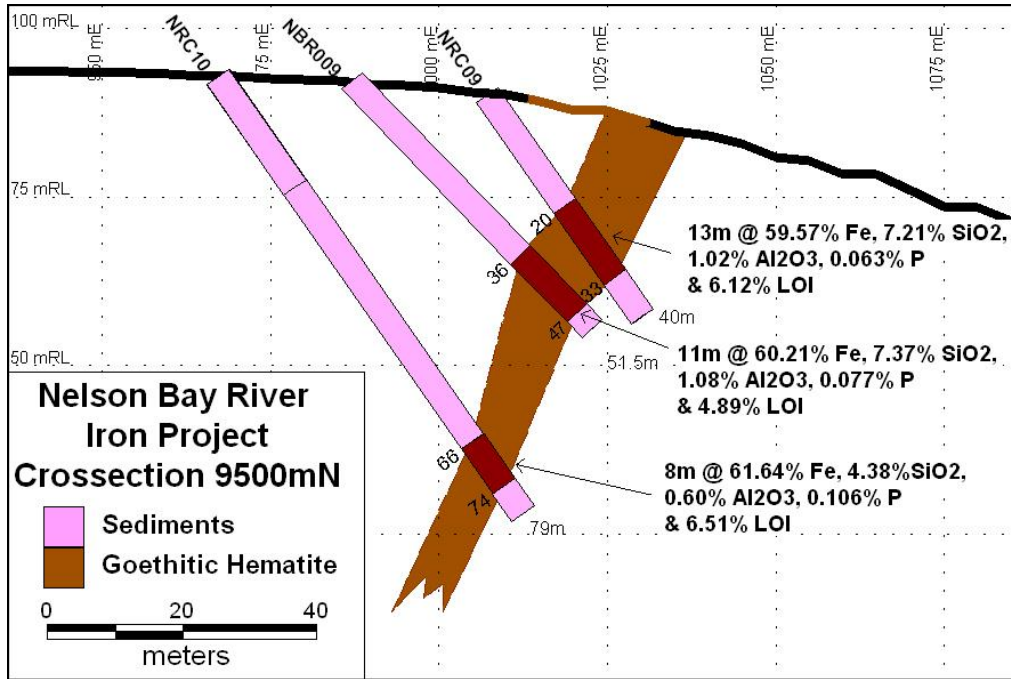 100 mRL
950 mE
NRC10
975 mE
NBR009
1000 mE
NRC09
1025 mE
1050 mE
1075 mE
75 mRL
20
13m @ 59.57% Fe, 7.21% SiO2,
1.02% Al2O3, 0.063% P
& 6.12% LOI
36
33
40m
47
50 mRL
51.5m
11m @ 60.21% Fe, 7.37% SiO2,
1.08% Al2O3, 0.077% P
& 4.89% LOI
Nelson Bay River
Iron Project
Crossection 9500mN
66
8m @ 61.64% Fe, 4.38%SiO2,
0.60% Al2O3, 0.106% P
& 6.51% LOI
74
79m
Sediments
Goethitic Hematite
0 20 40
meters